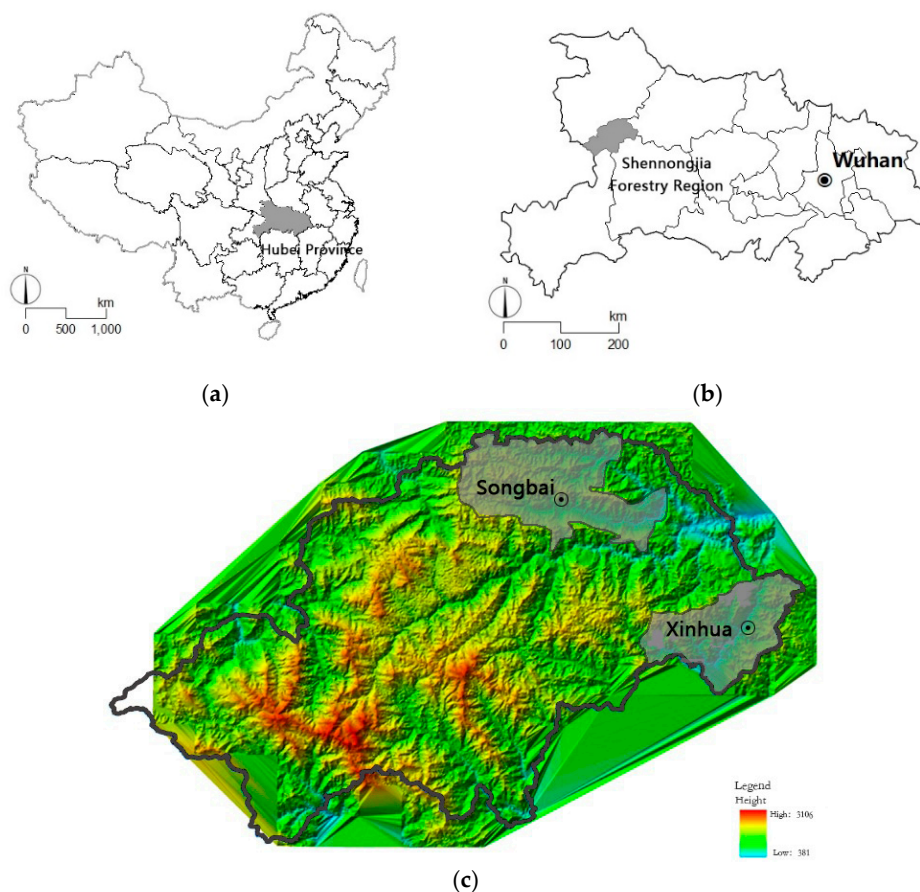 Hubei Province
N
km
0 500 1,000
(a)
Shennongjia
Forestry Region
Wuhan
N
km
0 100 200
(b)
Songbai
Xinhua
Legend
Height
High: 3106
Low: 381
(c)